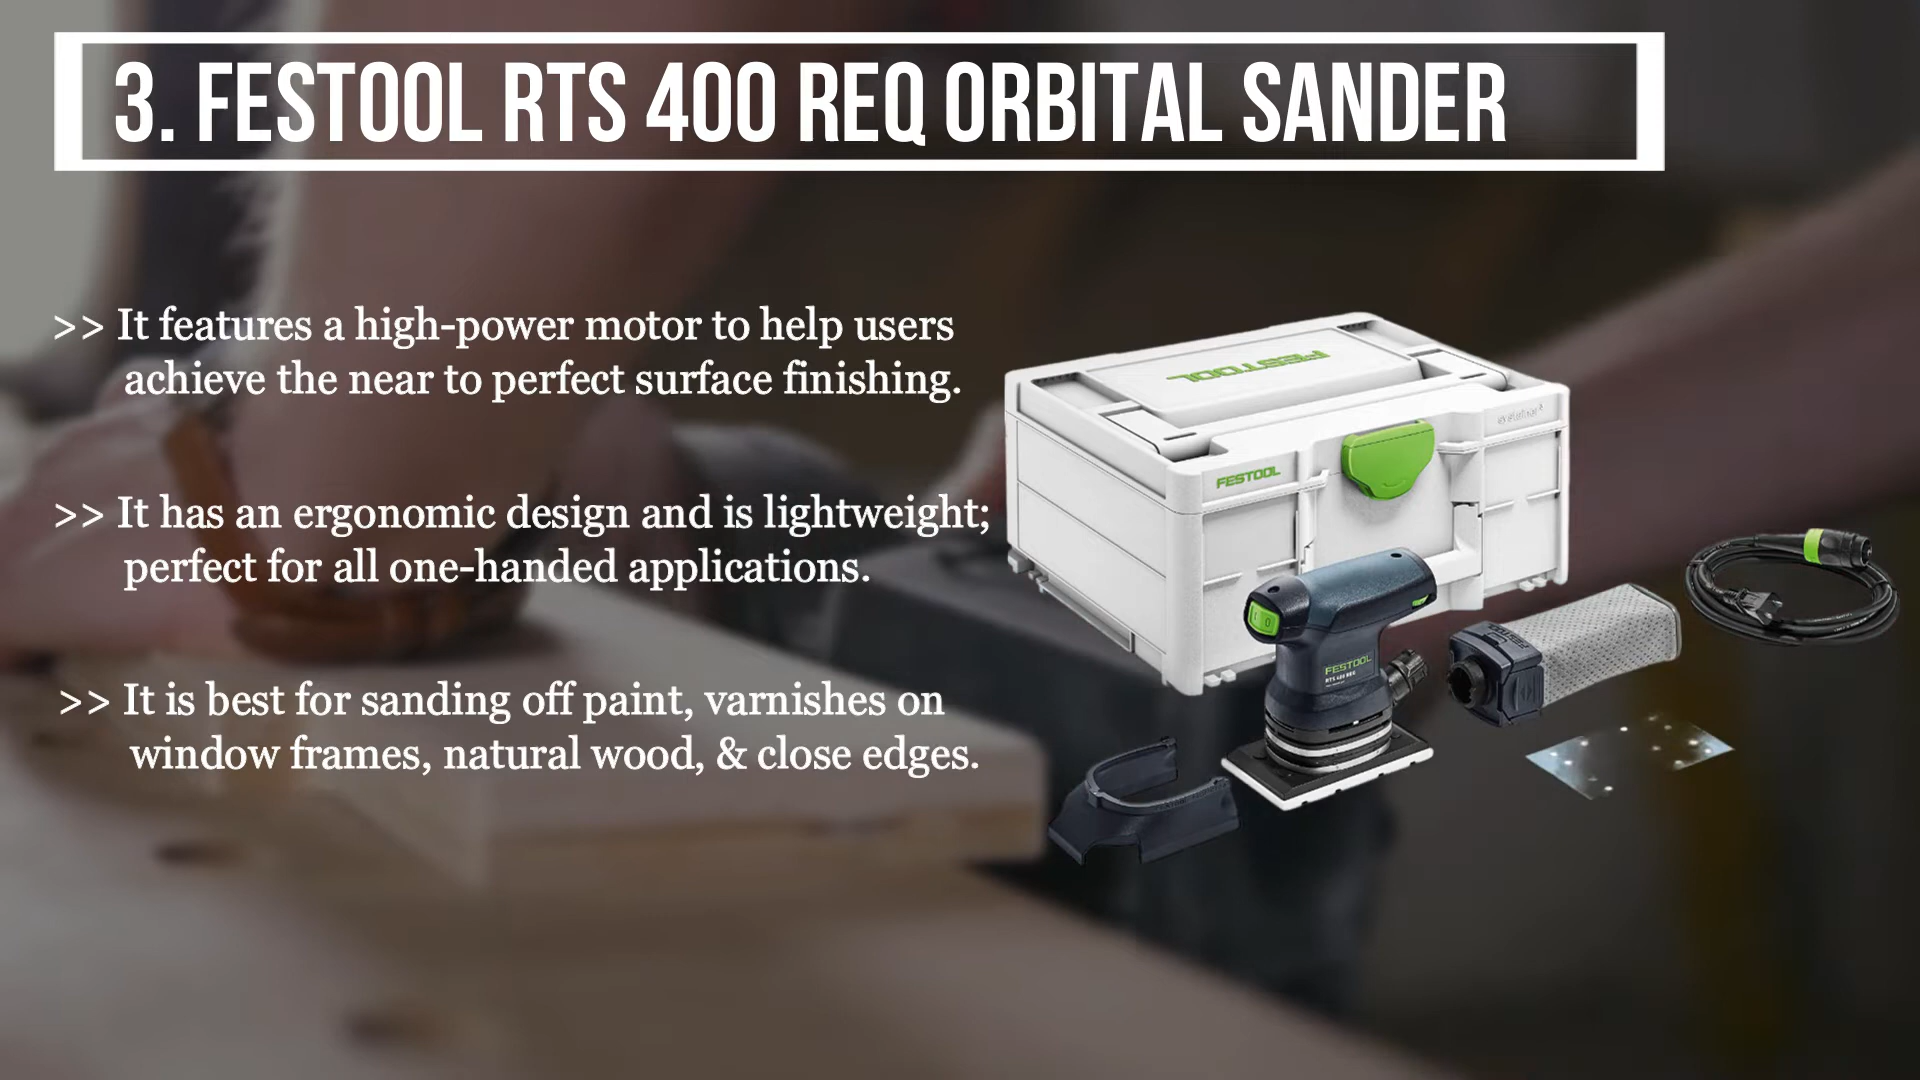 3. FESTOOL RTS 400 REQ ORBITAL SANDER
>> It features a high-power motor to help users
achieve the near to perfect surface finishing.
>> It has an ergonomic design and is lightweight;
perfect for all one-handed applications.
>> It is best for sanding off paint, varnishes on
window frames, natural wood, & close edges.
FESTOOL
FESTOOL
FESTOOL
RTS 400 REQ